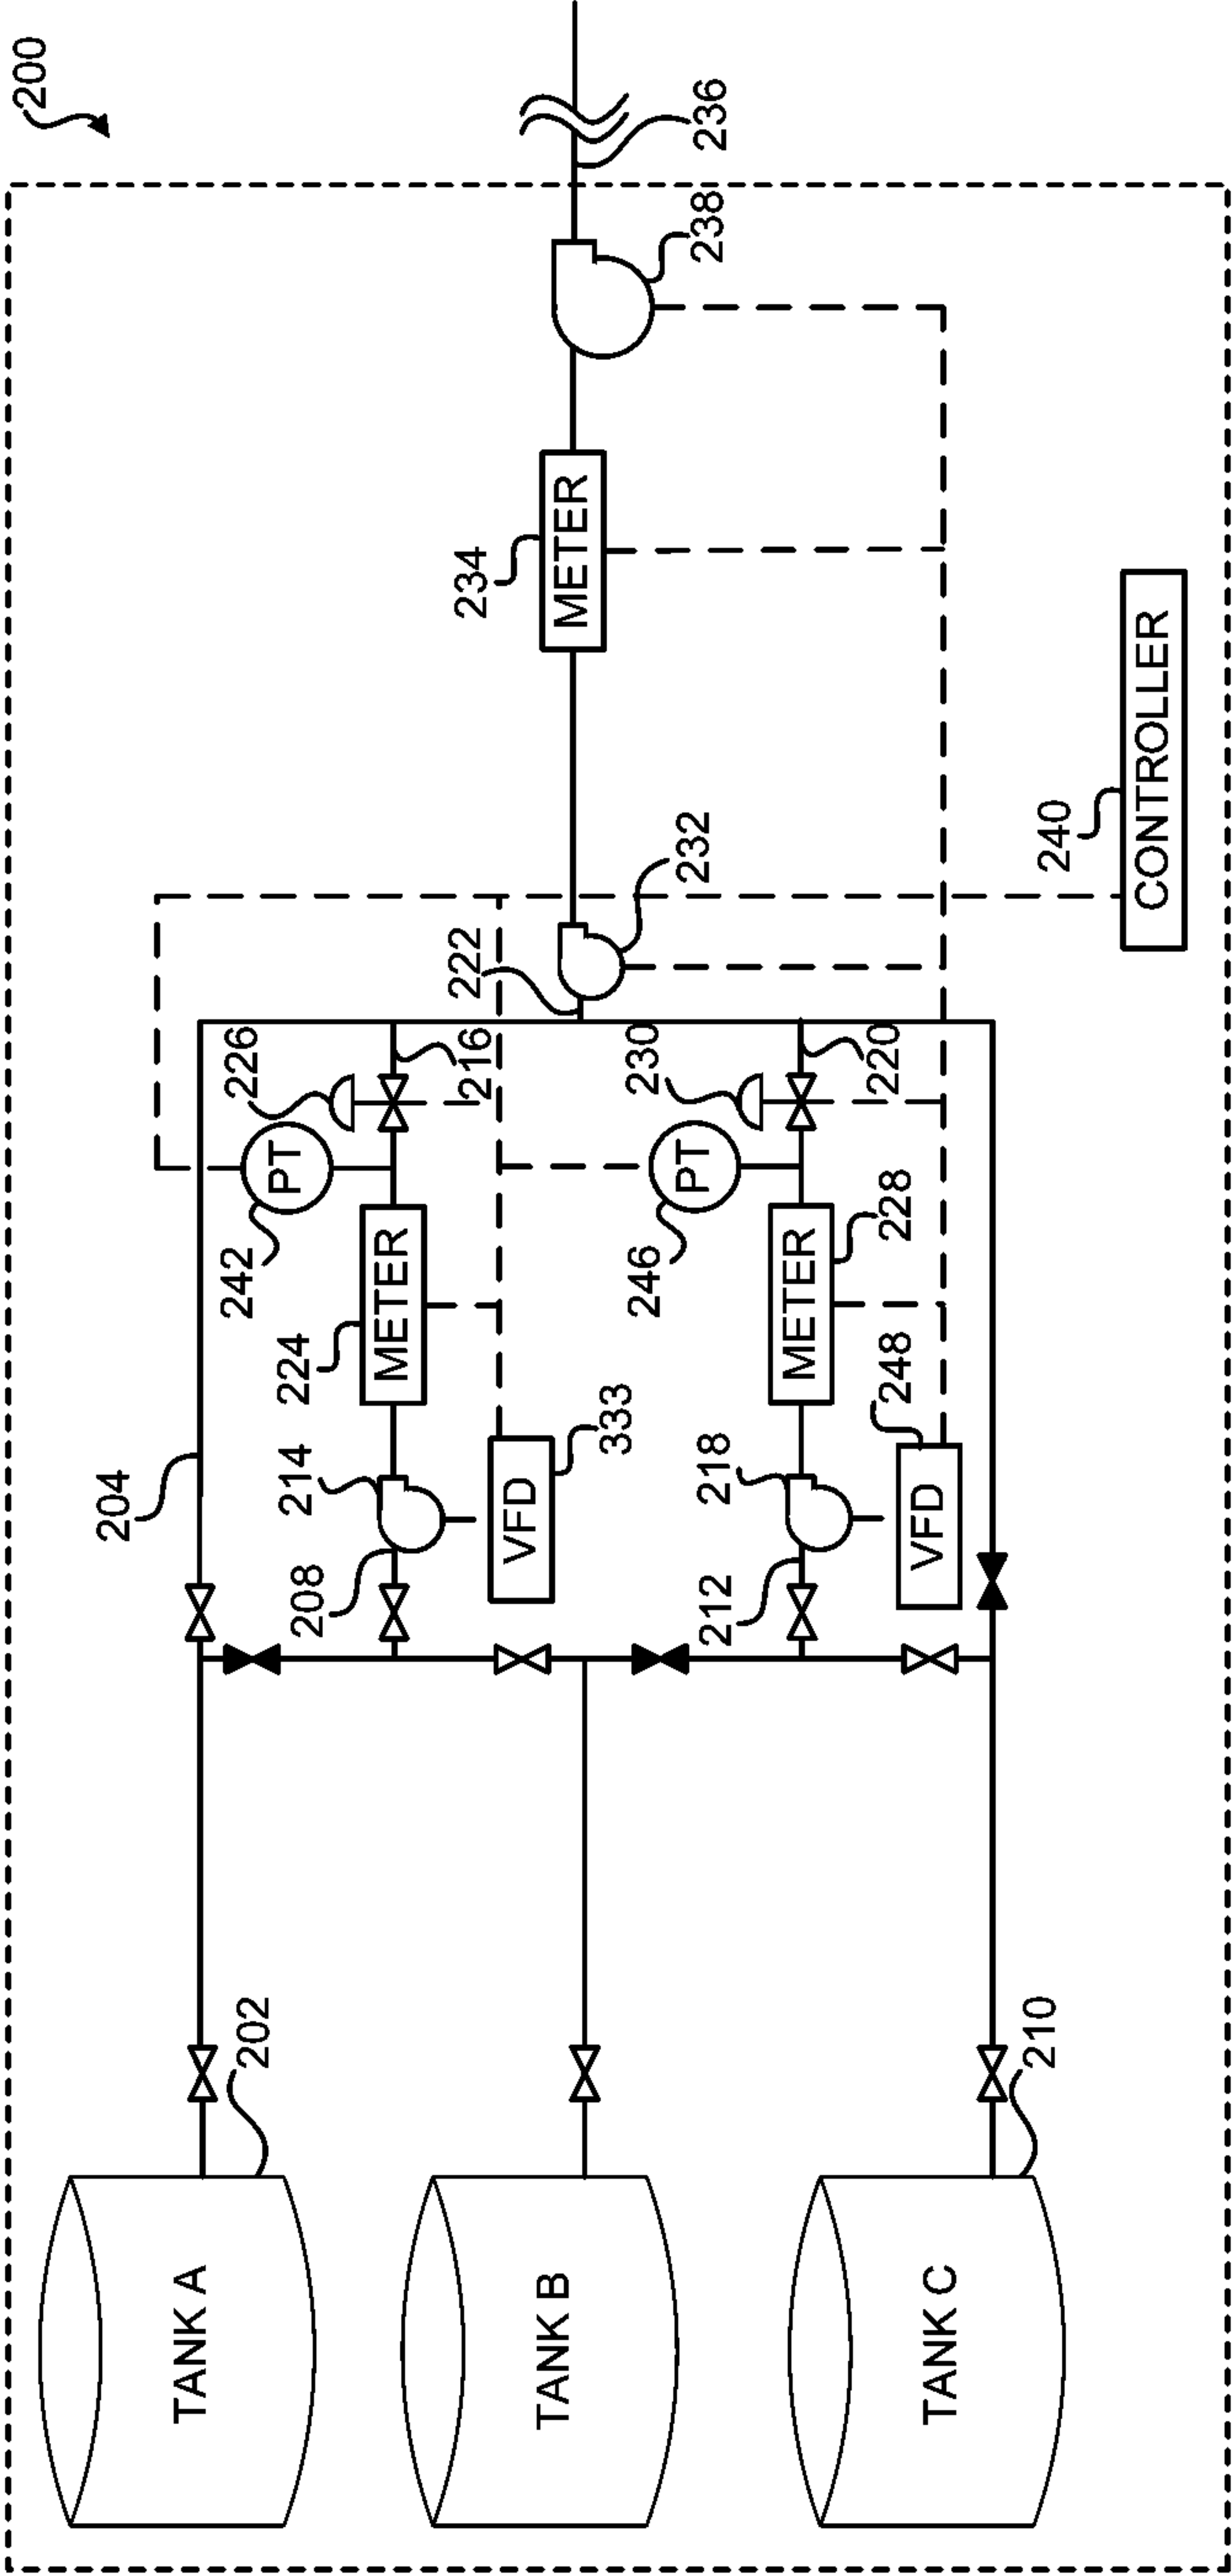 200
236
238
METER
234
CONTROLLER
240
232
222
204
226
216
PT
242
METER
224
214
208
VFD
333
230
220
PT
246
METER
228
218
212
VFD
248
TANK A
202
TANK B
TANK C
210